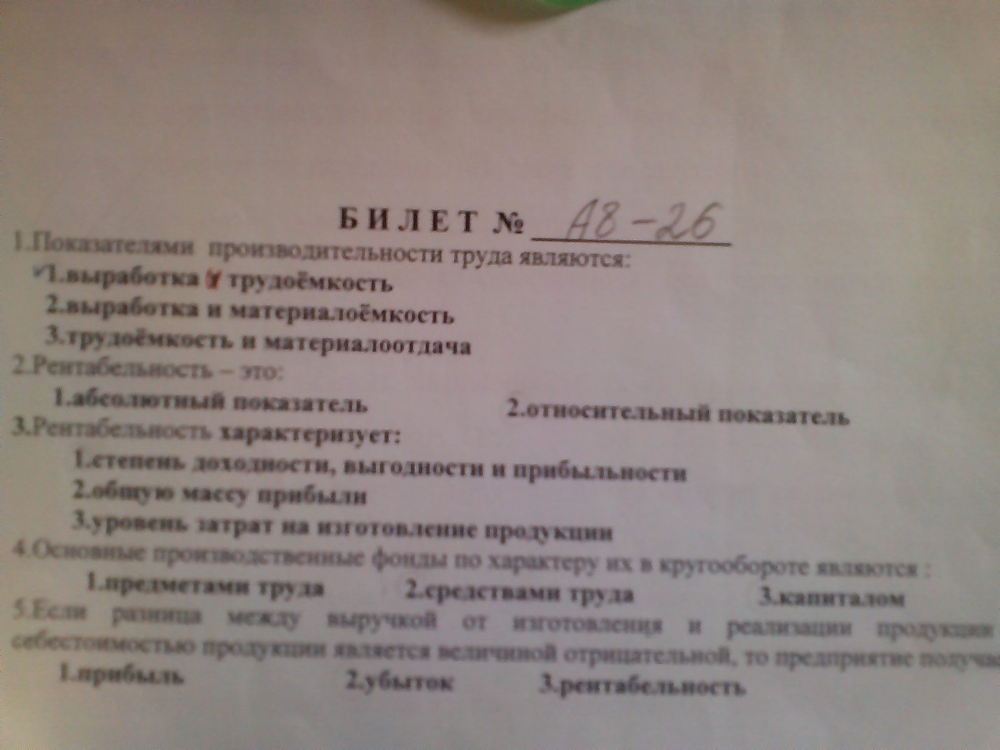 БИЛЕТ № А8-26
1.Показателями производительности труда являются:
1.выработка и трудоёмкость
2.выработка и материалоёмкость
3.трудоёмкость и материалоотдача
2.Рентабельность – это:
1.абсолютный показатель 2.относительный показатель
3.Рентабельность характеризует:
1.степень доходности, выгодности и прибыльности
2.общую массу прибыли
3.уровень затрат на изготовление продукции
4.Основные производственные фонды по характеру их в кругообороте являются :
1.предметами труда 2.средствами труда 3.капиталом
5.Если разница между выручкой от изготовления и реализации продукции
себестоимостью продукции является величиной отрицательной, то предприятие получа
1.прибыль 2.убыток 3.рентабельность